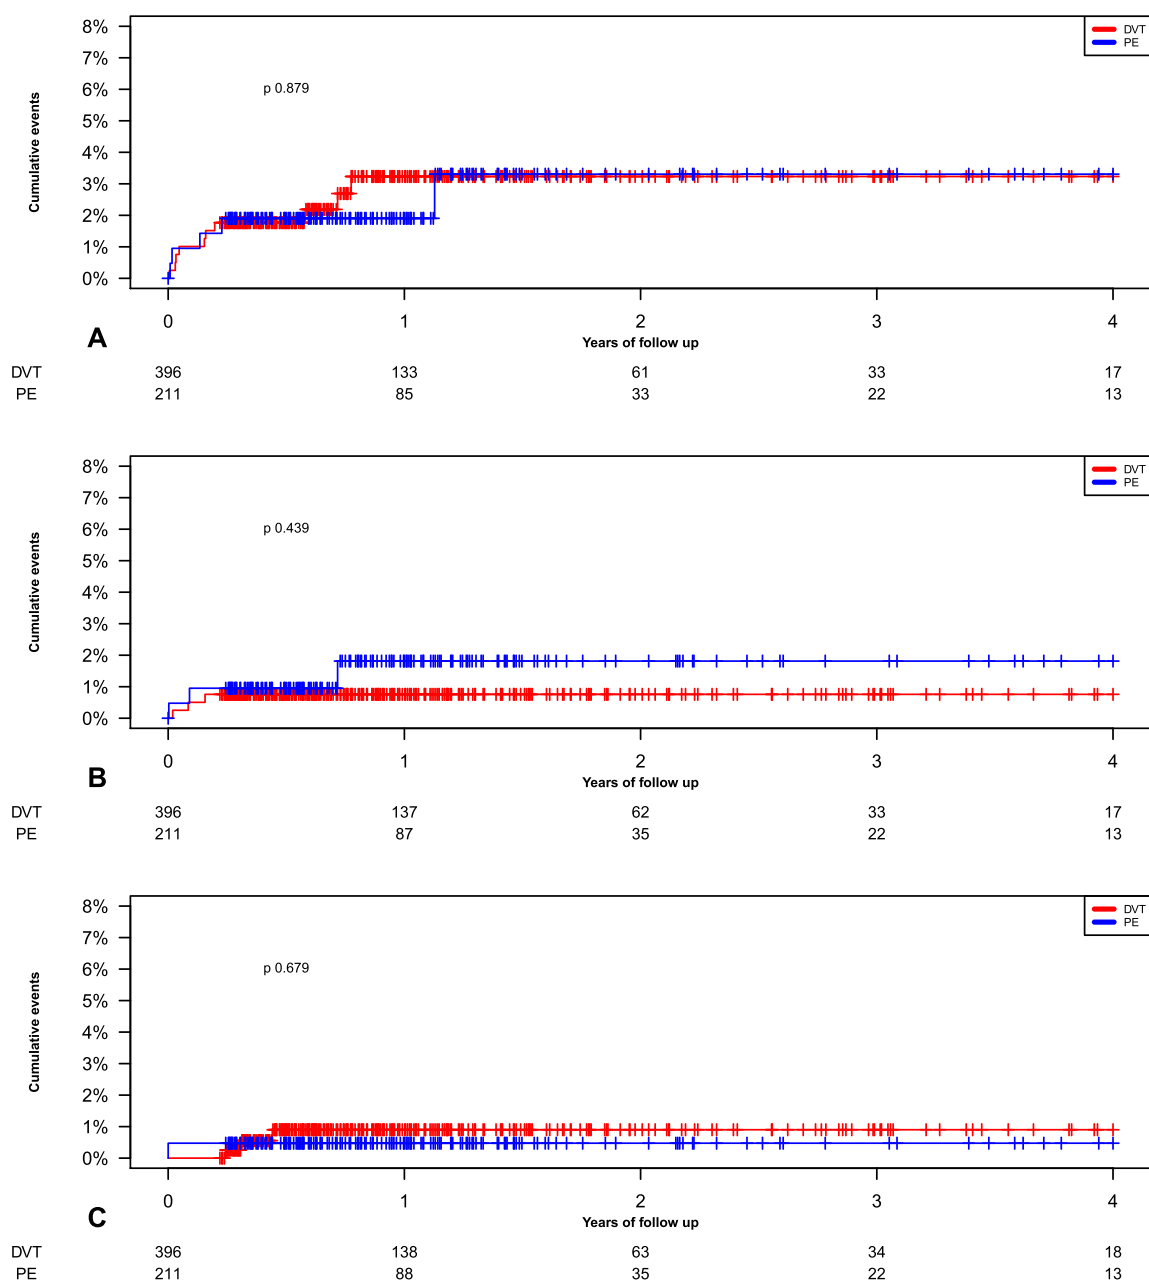 8%
DVT
PE
7%
p 0.879
6%
5%
4%
3%
2%
1%
0%
Cumulative events
0 1 2 3 4
A
Years of follow up
DVT 396 133 61 33 17
PE 211 85 33 22 13
8%
DVT
PE
7%
6%
p 0.439
5%
4%
3%
2%
1%
0%
Cumulative events
0 1 2 3 4
B
Years of follow up
DVT 396 137 62 33 17
PE 211 87 35 22 13
8%
DVT
PE
7%
6%
p 0.679
5%
4%
3%
2%
1%
0%
Cumulative events
0 1 2 3 4
C
Years of follow up
DVT 396 138 63 34 18
PE 211 88 35 22 13